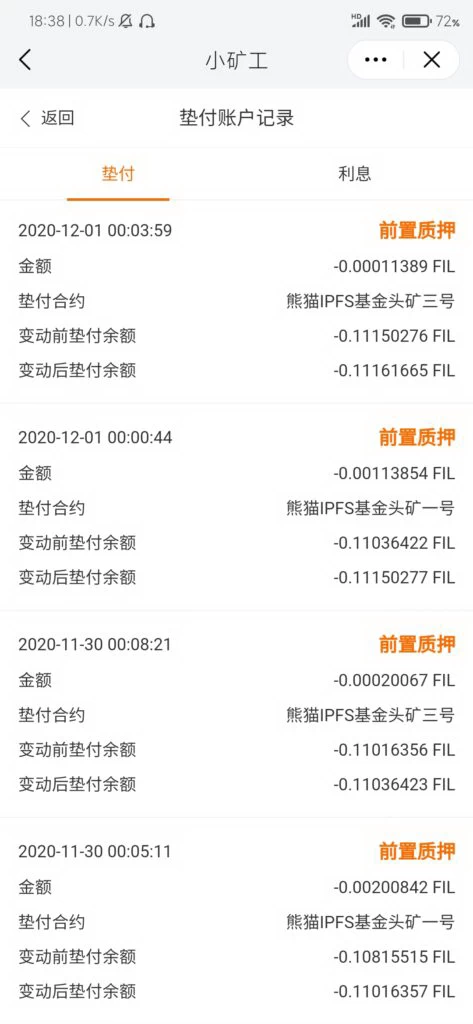 18:38 | 0.7K/s HD 72%
小矿工
返回 垫付账户记录
垫付 利息
2020-12-01 00:03:59 前置质押
金额 -0.00011389 FIL
垫付合约 熊猫IPFS基金头矿三号
变动前垫付余额 -0.11150276 FIL
变动后垫付余额 -0.11161665 FIL
2020-12-01 00:00:44 前置质押
金额 -0.00113854 FIL
垫付合约 熊猫IPFS基金头矿一号
变动前垫付余额 -0.11036422 FIL
变动后垫付余额 -0.11150277 FIL
2020-11-30 00:08:21 前置质押
金额 -0.00020067 FIL
垫付合约 熊猫IPFS基金头矿三号
变动前垫付余额 -0.11016356 FIL
变动后垫付余额 -0.11036423 FIL
2020-11-30 00:05:11 前置质押
金额 -0.00200842 FIL
垫付合约 熊猫IPFS基金头矿一号
变动前垫付余额 -0.10815515 FIL
变动后垫付余额 -0.11016357 FIL